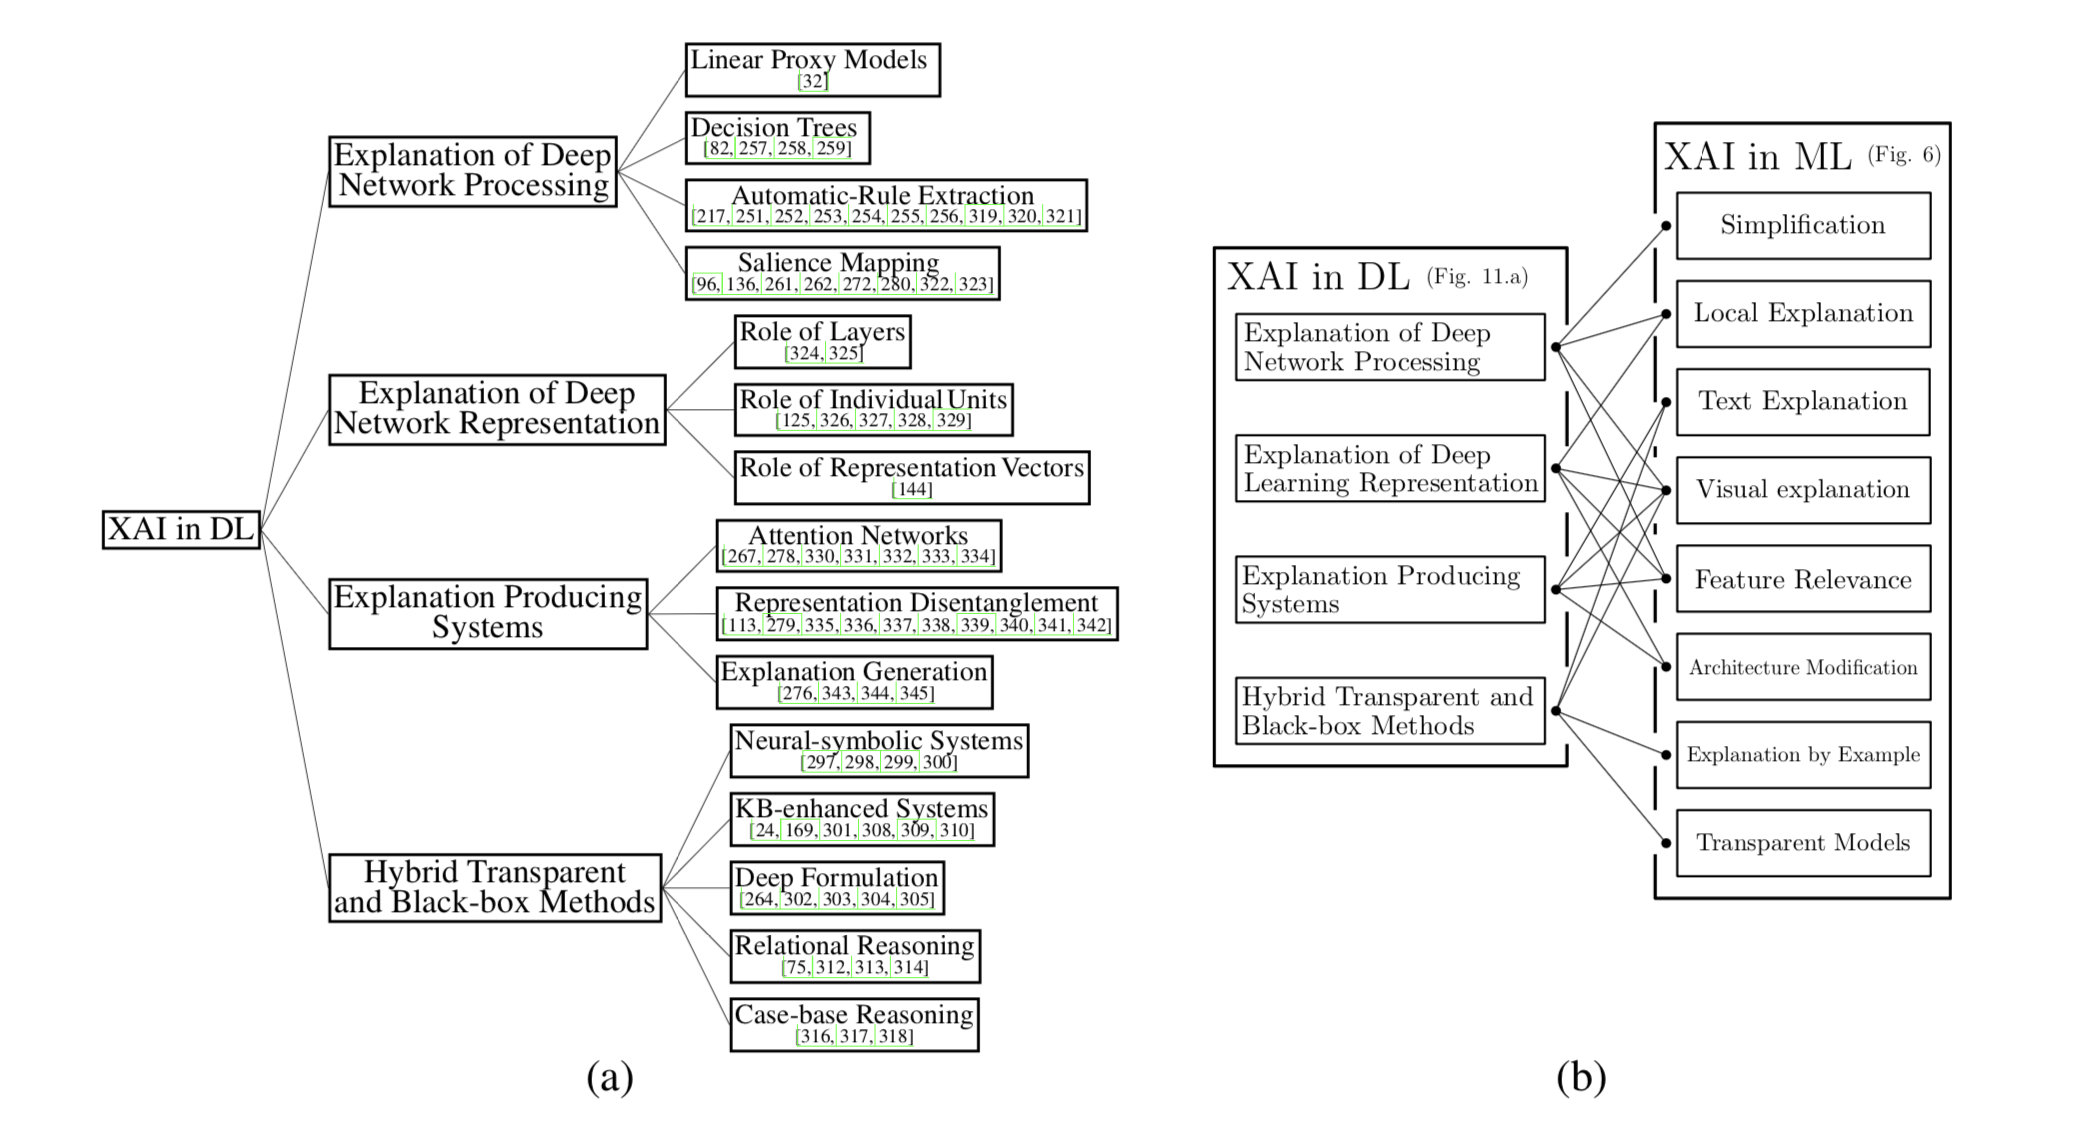 Linear Proxy Models
[32]
Decision Trees
[82, 257, 258, 259]
Explanation of Deep
Network Processing
Automatic-Rule Extraction
[217, 251, 252, 253, 254, 255, 256, 319, 320, 321]
Salience Mapping
[96, 136, 261, 262, 272, 280, 322, 323]
Role of Layers
[324, 325]
Explanation of Deep
Network Representation
Role of Individual Units
[125, 326, 327, 328, 329]
Role of Representation Vectors
[144]
XAI in DL
Attention Networks
[267, 278, 330, 331, 332, 333, 334]
Explanation Producing
Systems
Representation Disentanglement
[113, 279, 335, 336, 337, 338, 339, 340, 341, 342]
Explanation Generation
[276, 343, 344, 345]
Neural-symbolic Systems
[297, 298, 299, 300]
KB-enhanced Systems
[24, 169, 301, 308, 309, 310]
Hybrid Transparent
and Black-box Methods
Deep Formulation
[264, 302, 303, 304, 305]
Relational Reasoning
[75, 312, 313, 314]
Case-base Reasoning
[316, 317, 318]
(a)
XAI in DL (Fig. 11.a)
Explanation of Deep
Network Processing
Explanation of Deep
Learning Representation
Explanation Producing
Systems
Hybrid Transparent and
Black-box Methods
XAI in ML (Fig. 6)
Simplification
Local Explanation
Text Explanation
Visual explanation
Feature Relevance
Architecture Modification
Explanation by Example
Transparent Models
(b)